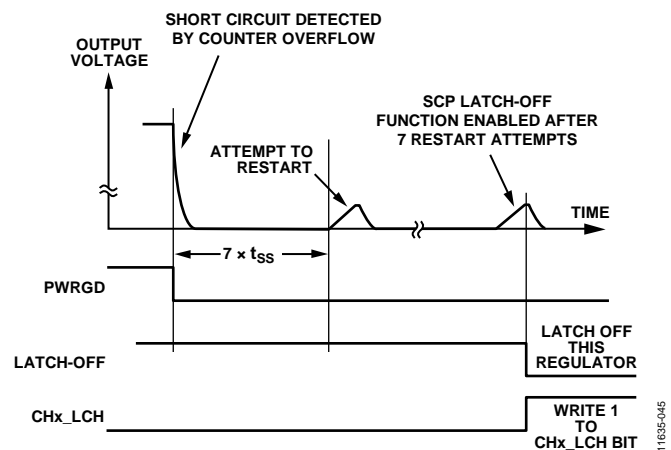 SHORT CIRCUIT DETECTED
BY COUNTER OVERFLOW
OUTPUT
VOLTAGE
SCP LATCH-OFF
FUNCTION ENABLED AFTER
7 RESTART ATTEMPTS
ATTEMPT TO
RESTART
TIME
7 × tSS
PWRGD
LATCH-OFF
LATCH OFF
THIS
REGULATOR
CHx_LCH
WRITE 1
TO
CHx_LCH BIT
11635-045